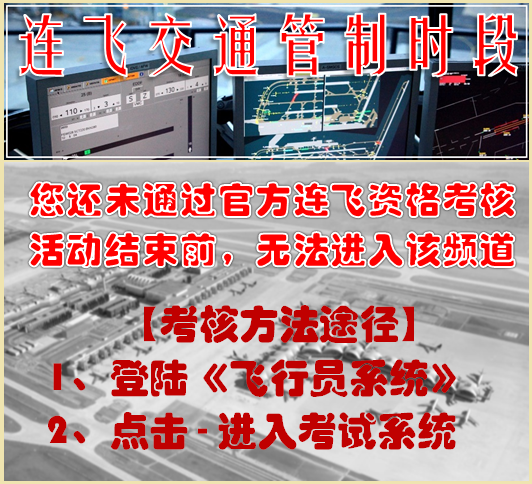 连飞交通管制时段
您还未通过官方连飞资格考核
活动结束前，无法进入该频道
【考核方法途径】
1、登陆《飞行员系统》
2、点击-进入考试系统